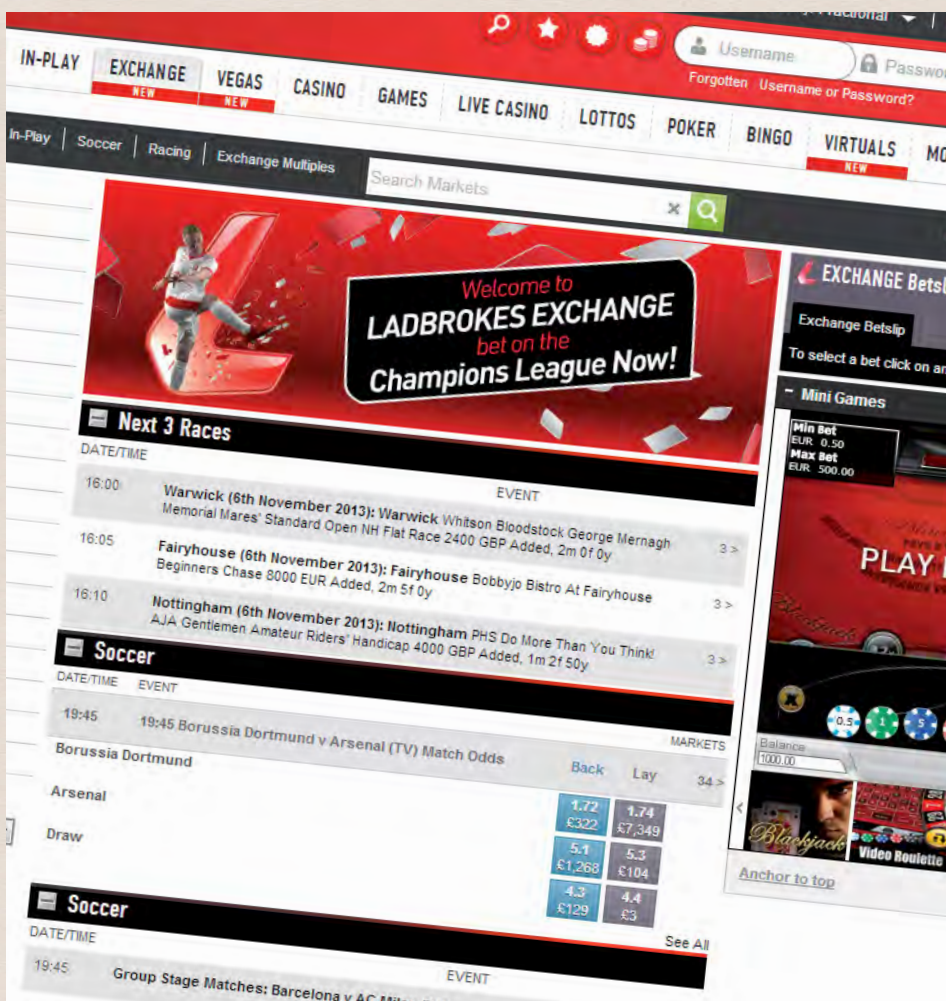 Fractional
Username
Forgotten Username or Password?
IN-PLAY EXCHANGE VEGAS CASINO GAMES LIVE CASINO LOTTOS POKER BINGO VIRTUALS
NEW NEW NEW
In-Play | Soccer | Racing | Exchange Multiples
Search Markets
Welcome to
LADBROKES EXCHANGE
bet on the
Champions League Now!
EXCHANGE
Exchange Betslip
To select a bet click on
Mini Games
Min Bet
EUR 0.50
Max Bet
EUR 500.00
PLAY
Next 3 Races
DATE/TIME EVENT
16:00 Warwick (6th November 2013): Warwick Whitson Bloodstock George Mernagh
Memorial Mares' Standard Open NH Flat Race 2400 GBP Added, 2m 0f 0y 3 >
16:05 Fairyhouse (6th November 2013): Fairyhouse Bobbyjo Bistro At Fairyhouse
Beginners Chase 8000 EUR Added, 2m 5f 0y 3 >
16:10 Nottingham (6th November 2013): Nottingham PHS Do More Than You Think!
AJA Gentlemen Amateur Riders' Handicap 4000 GBP Added, 1m 2f 50y 3 >
Soccer
DATE/TIME EVENT MARKETS
19:45 19:45 Borussia Dortmund v Arsenal (TV) Match Odds Back Lay 34 >
Borussia Dortmund 1.72 1.74
£322 £7,349
Arsenal 5.1 5.3
£1,268 £104
Draw 4.3 4.4
£129 £3
See All
0.5 1 5
Balance
1000.00
Blackjack
Video Roulette
Anchor to top
Soccer
DATE/TIME EVENT
19:45 Group Stage Matches: Barcelona v AC